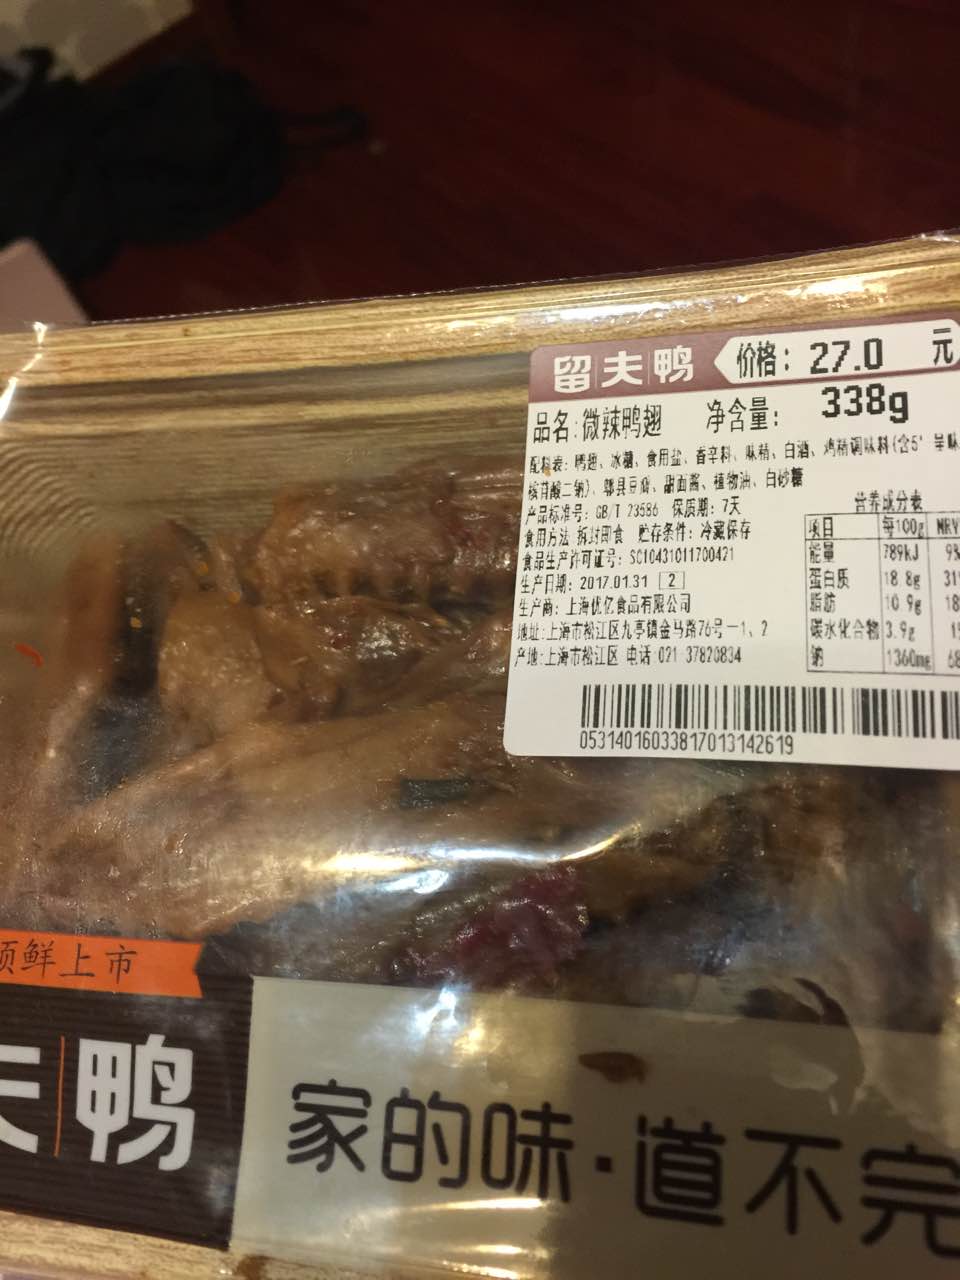 留夫鸭 价格: 27.0 元
品名:微辣鸭翅 净含量: 338g
配料表: 鸭翅、冰糖、食用盐、香辛料、味精、白酒、鸡精调味料(含5'呈味
核苷酸二钠)、郫县豆瓣、甜面酱、植物油、白砂糖
产品标准号: GB/T 23586 保质期: 7天
食用方法 拆封即食 贮存条件: 冷藏保存
食品生产许可证号: SC10431011700421
生产日期: 2017.01.31 [2]
生产商: 上海优亿食品有限公司
地址:上海市松江区九亭镇金马路76号一1、2
产地:上海市松江区 电话 021 37820834
营养成分表
项目 每100g NRV
能量 789kJ 9%
蛋白质 18.8g 31
脂肪 10.9g 18
碳水化合物 3.9g 1
钠 1360mg 68
05314016033817013142619
鲜上市
夫鸭
家的味·道不完